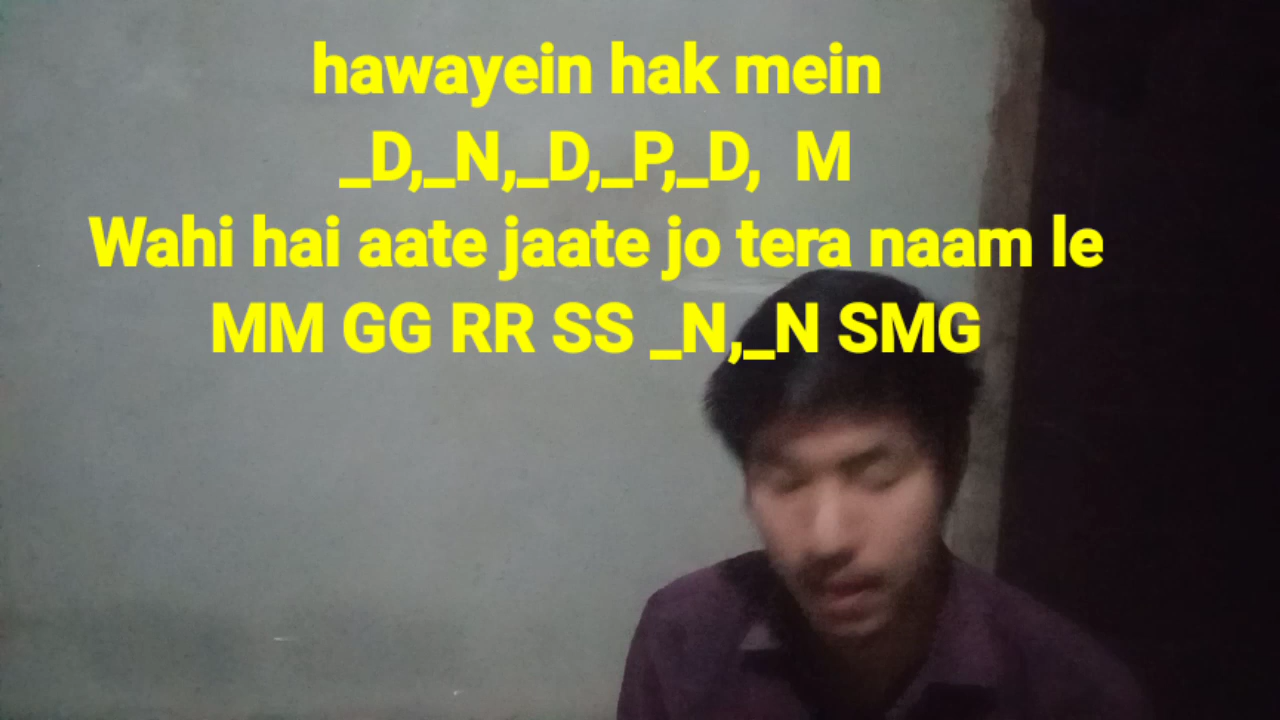 hawayein hak mein
_D,_N,_D,_P,_D, M
Wahi hai aate jaate jo tera naam le
MM GG RR SS _N,_N SMG